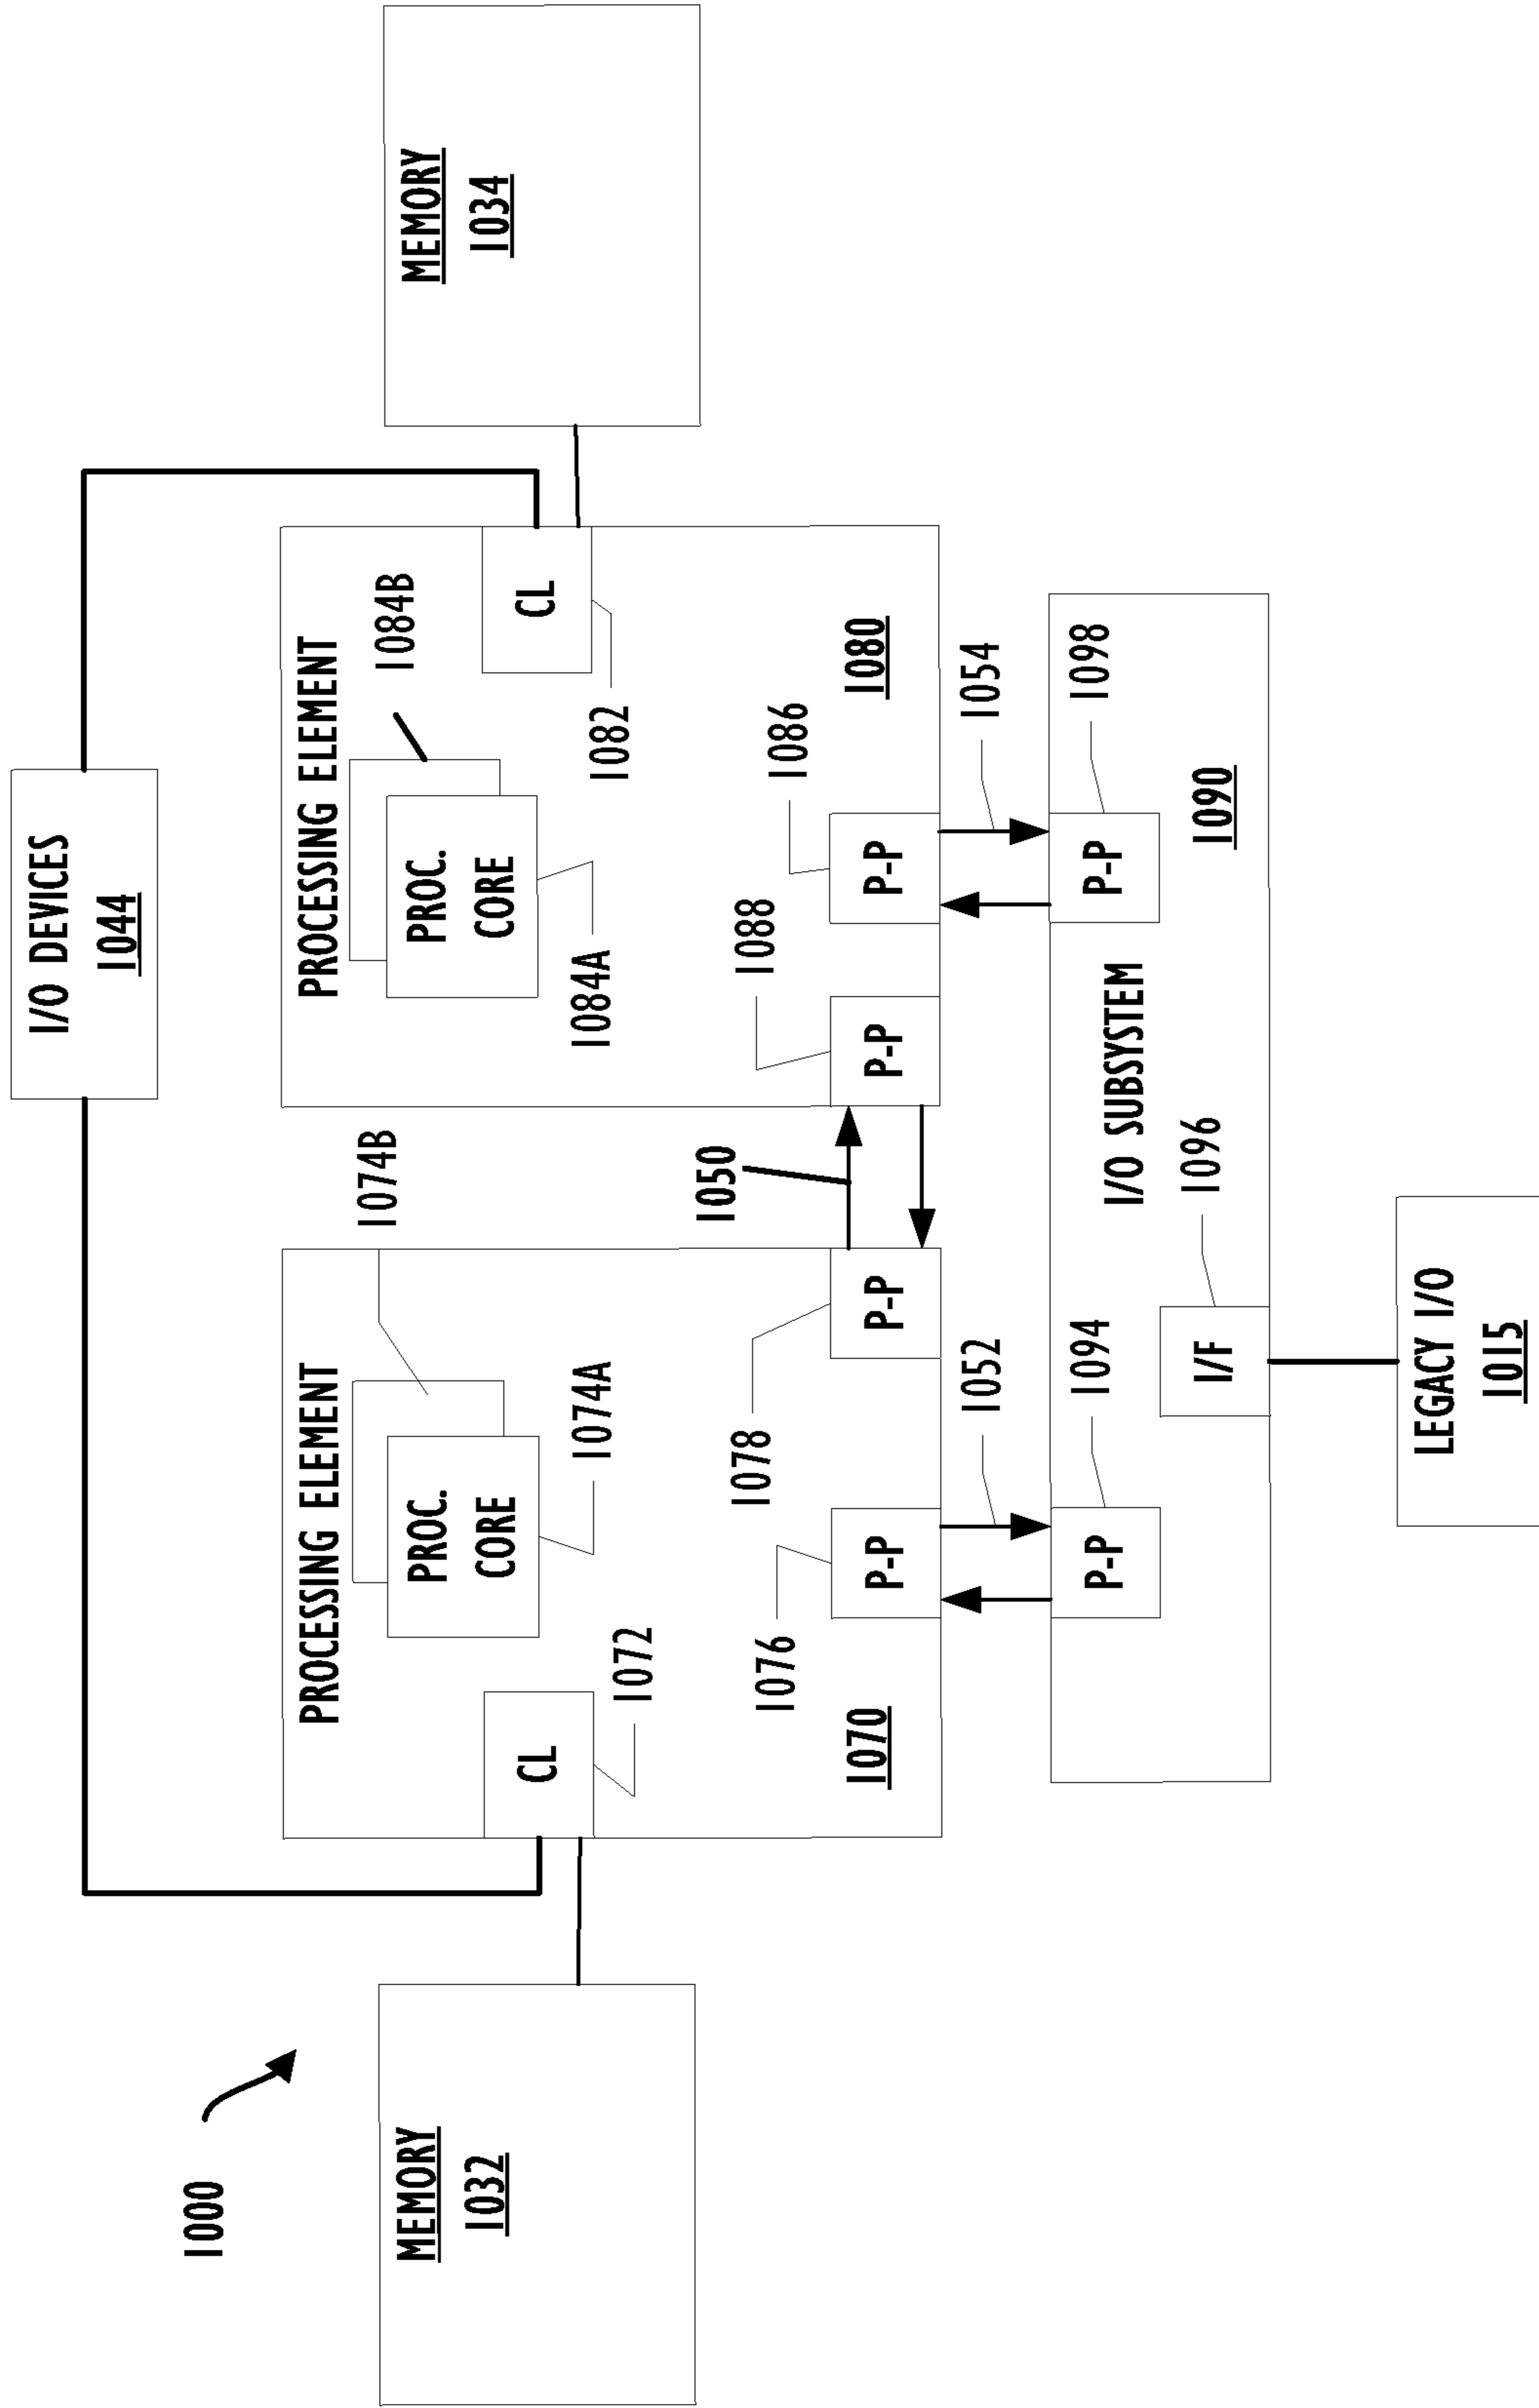 1000
I/O DEVICES
1044
MEMORY
1032
PROCESSING ELEMENT
1074B
PROC.
CORE
1074A
CL
1072
1076
1078
P-P
P-P
1070
1050
PROCESSING ELEMENT
1084B
PROC.
CORE
1084A
CL
1082
1088
1086
P-P
P-P
1080
MEMORY
1034
1052
1054
P-P
1094
I/O SUBSYSTEM
P-P
1098
I/F
1096
1090
LEGACY I/O
1015